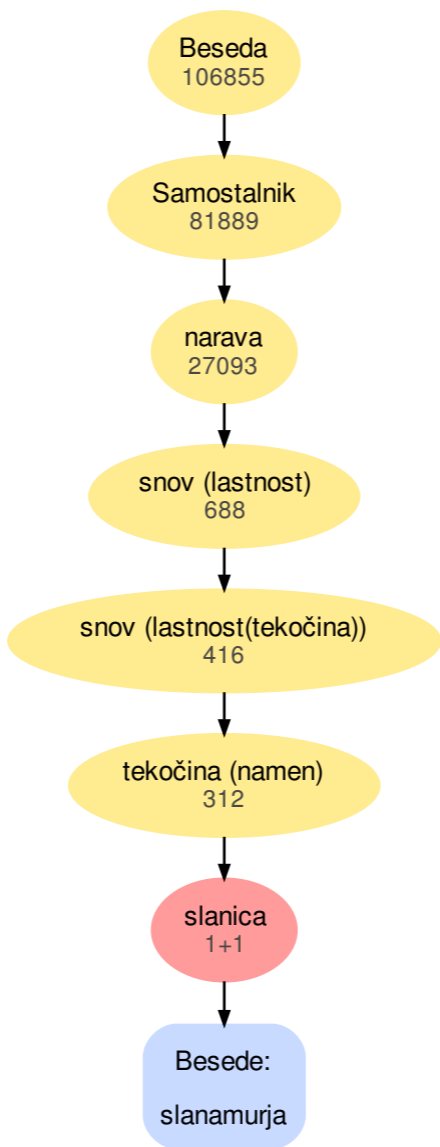 Beseda
106855
Samostalnik
81889
narava
27093
snov (lastnost)
688
snov (lastnost(tekočina))
416
tekočina (namen)
312
slanica
1+1
Besede:
slanamurja